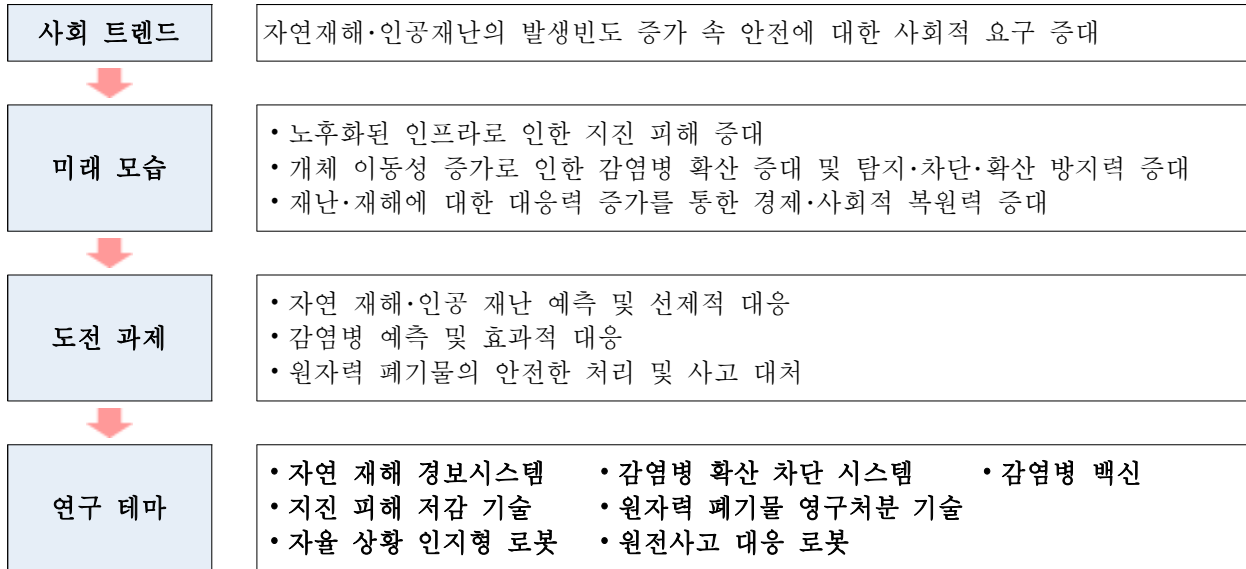 사회 트렌드
자연재해·인공재난의 발생빈도 증가 속 안전에 대한 사회적 요구 증대
미래 모습
• 노후화된 인프라로 인한 지진 피해 증대
• 개체 이동성 증가로 인한 감염병 확산 증대 및 탐지·차단·확산 방지력 증대
• 재난·재해에 대한 대응력 증가를 통한 경제·사회적 복원력 증대
도전 과제
• 자연 재해·인공 재난 예측 및 선제적 대응
• 감염병 예측 및 효과적 대응
• 원자력 폐기물의 안전한 처리 및 사고 대처
연구 테마
• 자연 재해 경보시스템 • 감염병 확산 차단 시스템 • 감염병 백신
• 지진 피해 저감 기술 • 원자력 폐기물 영구처분 기술
• 자율 상황 인지형 로봇 • 원전사고 대응 로봇